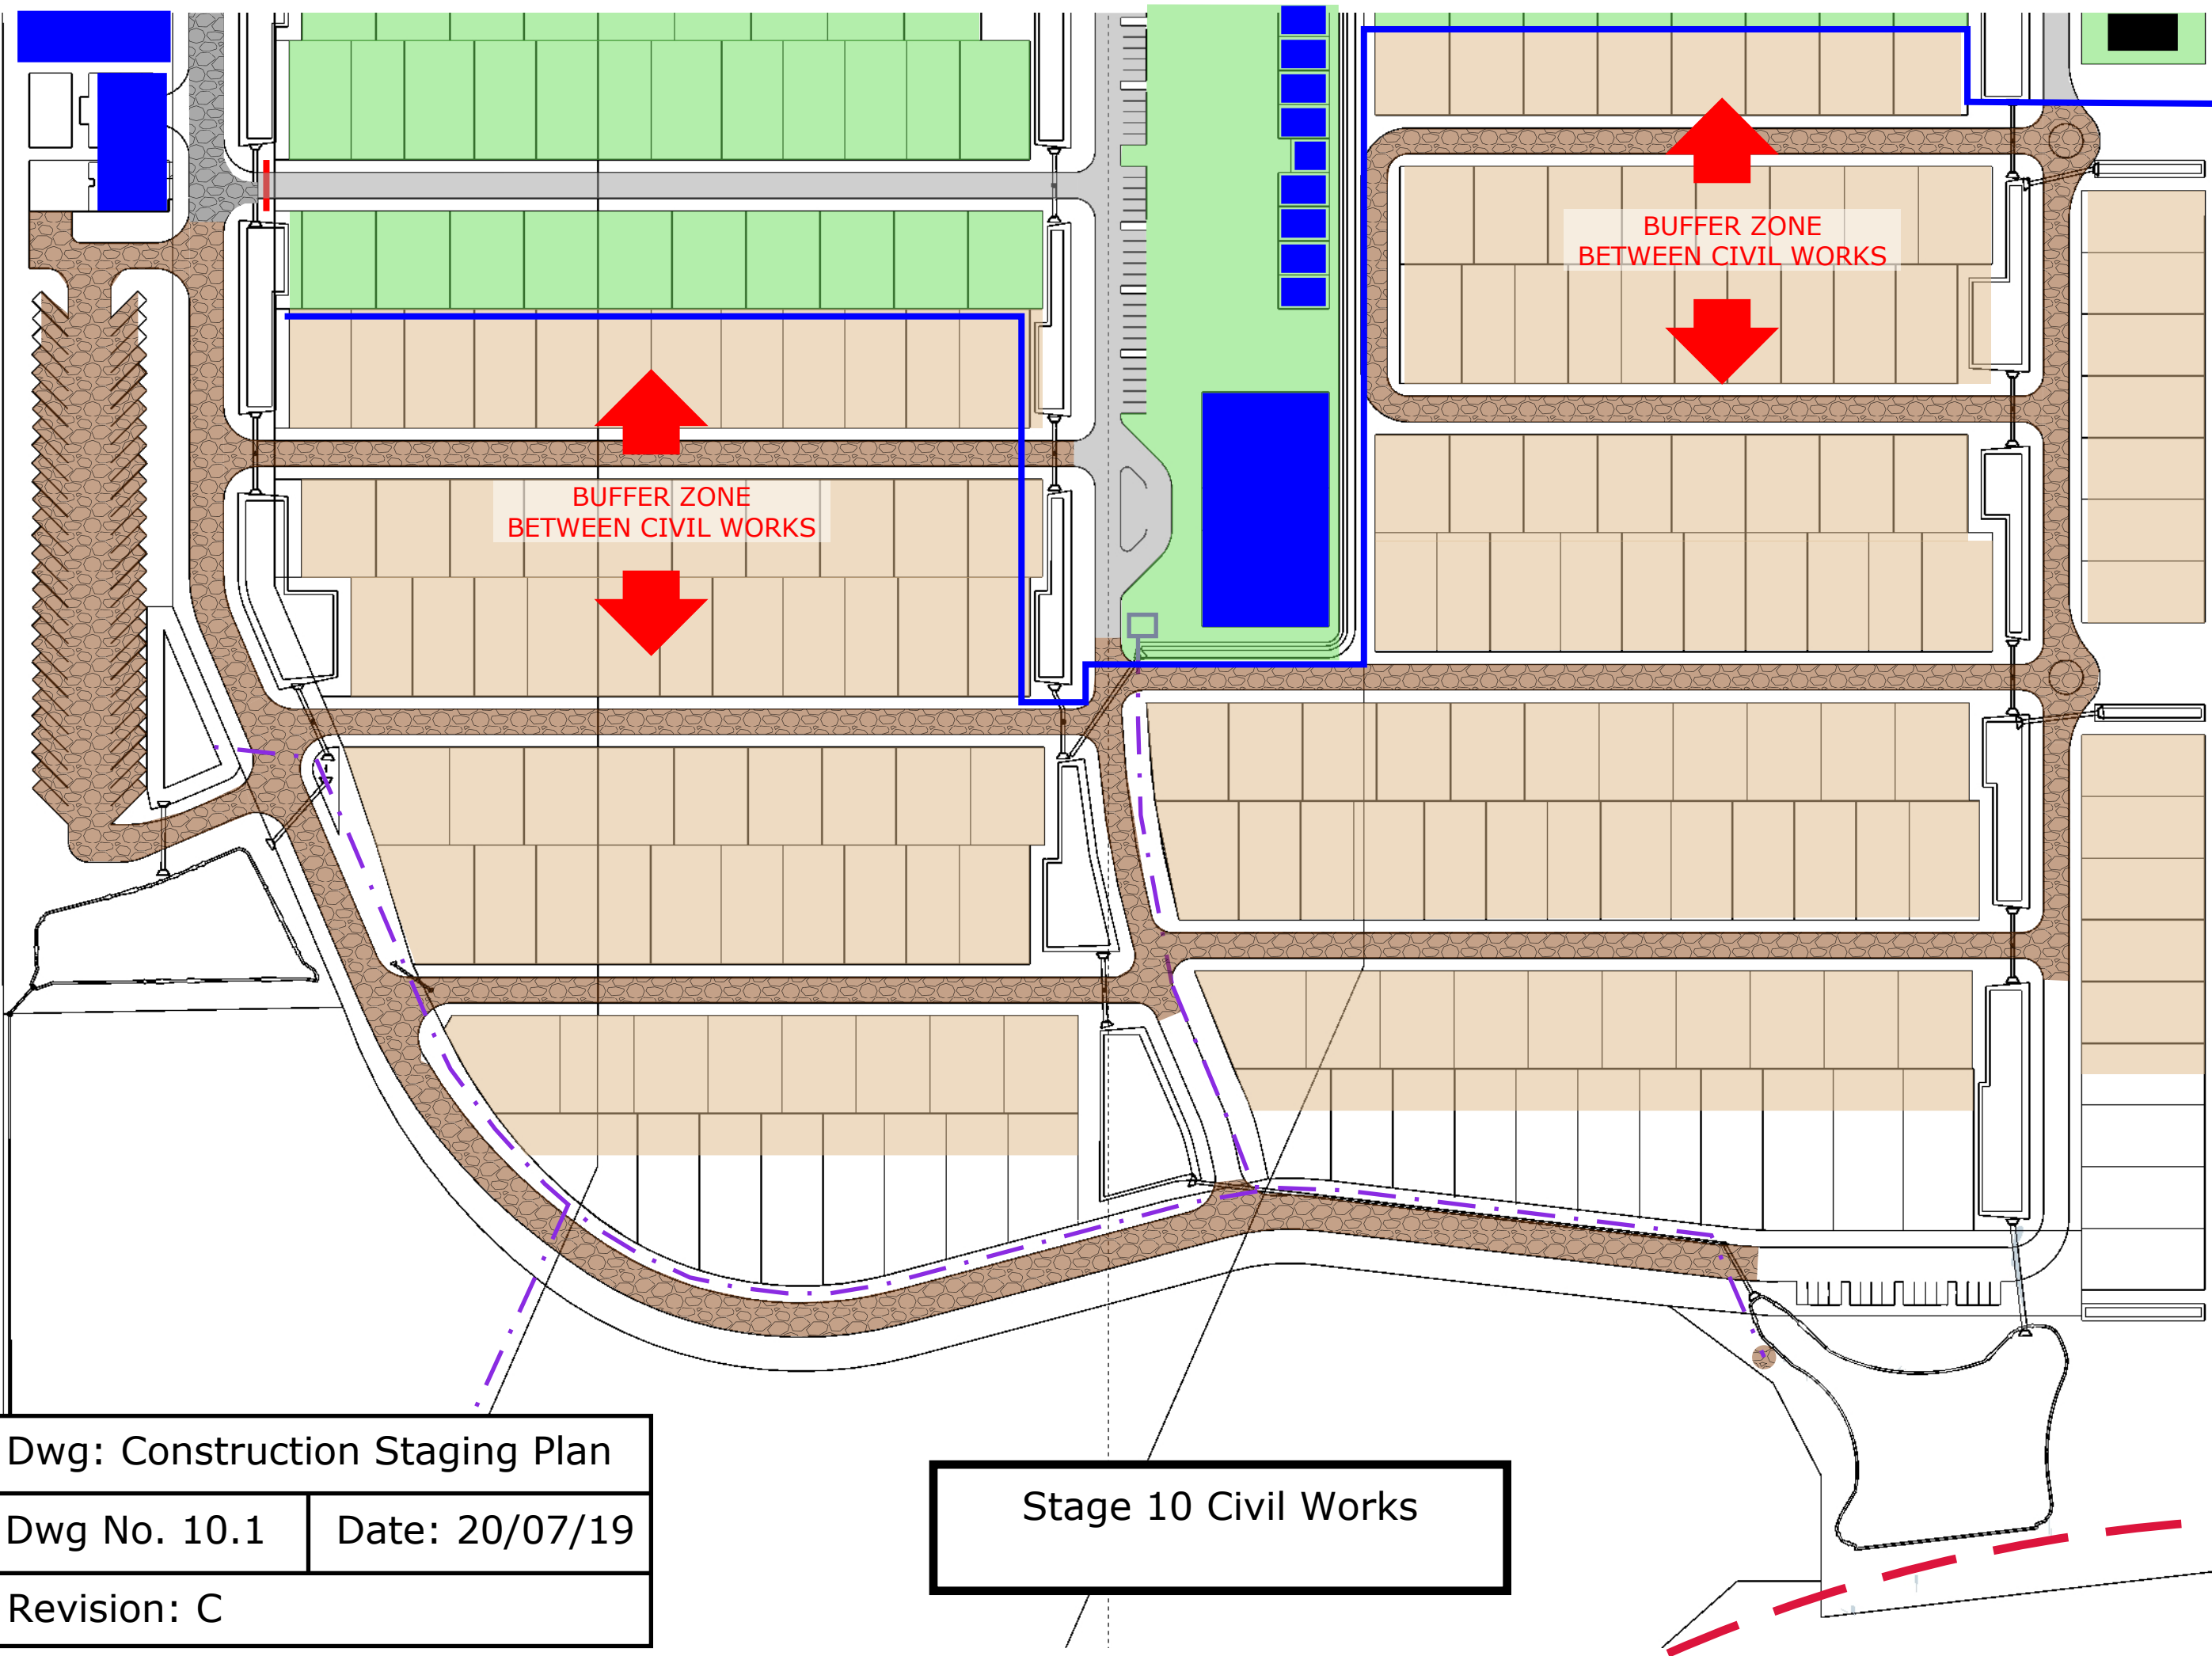 BUFFER ZONE
BETWEEN CIVIL WORKS
BUFFER ZONE
BETWEEN CIVIL WORKS
Dwg: Construction Staging Plan
Dwg No. 10.1
Date: 20/07/19
Revision: C
Stage 10 Civil Works